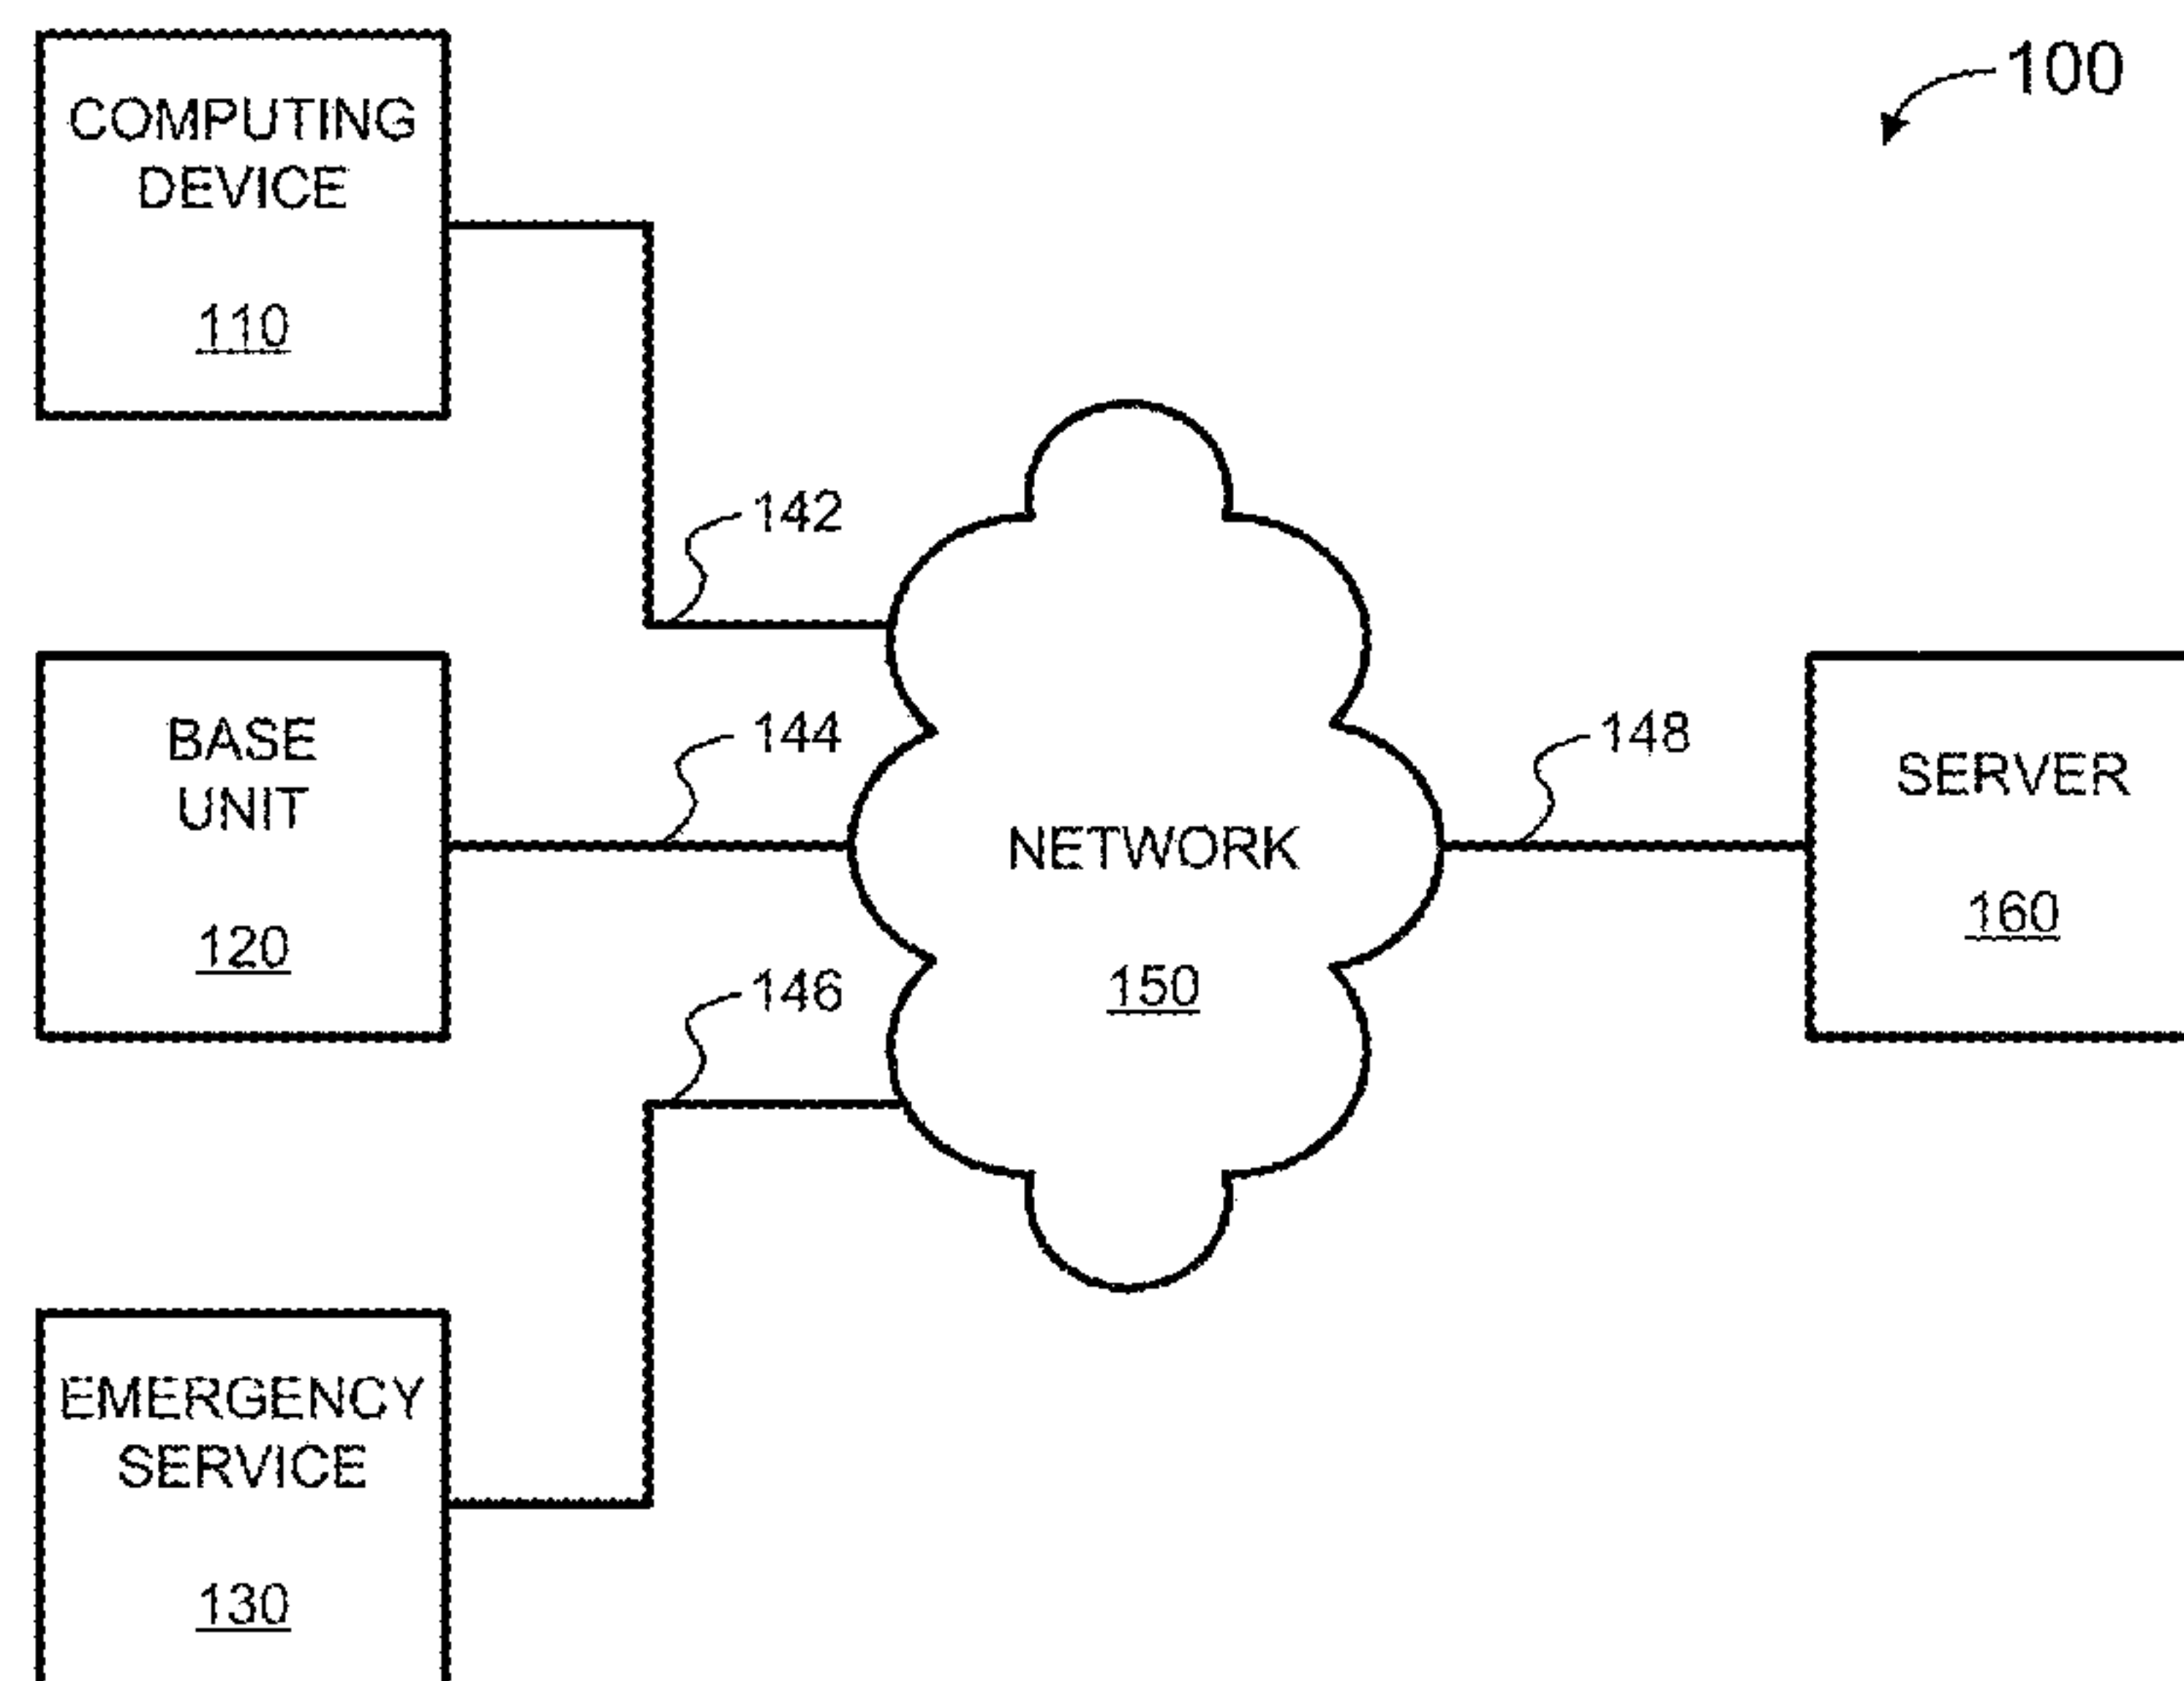 100
COMPUTING
DEVICE
110
142
BASE
UNIT
120
144
NETWORK
150
148
SERVER
160
146
EMERGENCY
SERVICE
130